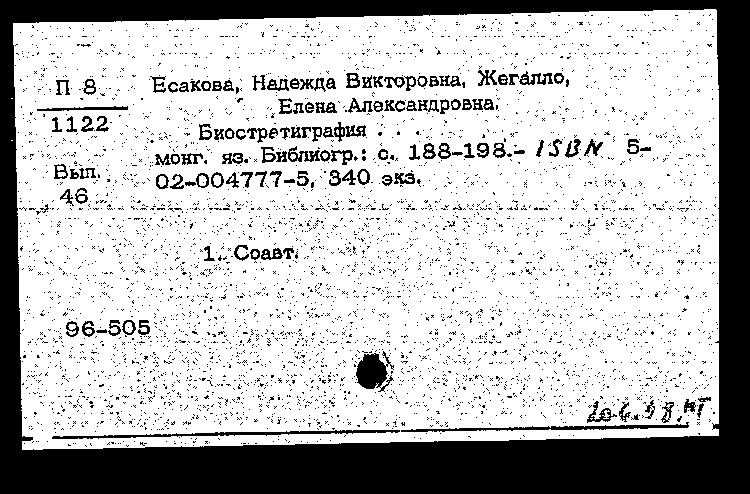 П 8 Есакова, Надежда Викторовна, Жегалло,
Елена Александровна.
1122
Биостретиграфия . . .
монг. яз. Библиогр.: с. 188-198.- ISBN 5-
Вып. 02-004777-5, 340 экз.
46
1. Соавт.
96-505